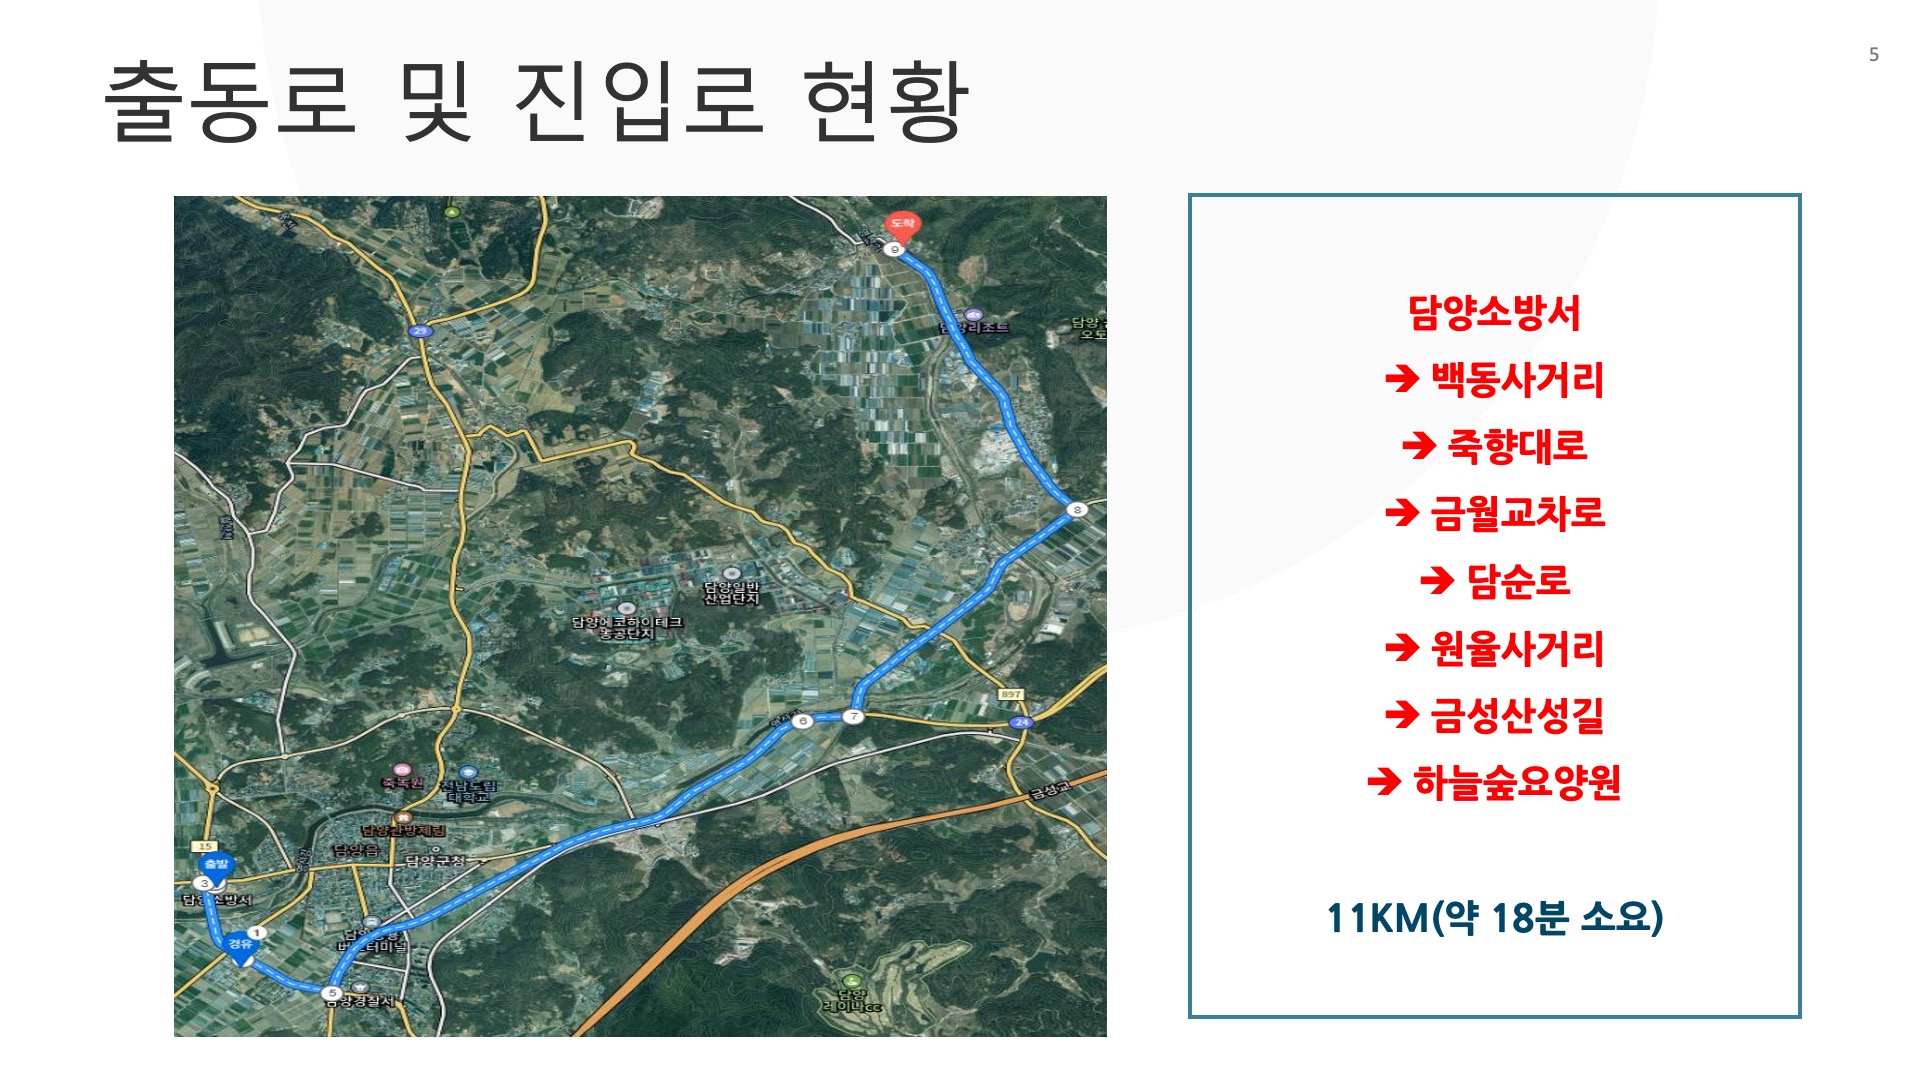 5
출동로 및 진입로 현황
도착
9
담양리조트
담양
오토
29
8
담양일반
산업단지
담양에코하이테크
농공단지
897
24
6
7
죽녹원
전남도립
대학교
금성교
담양관방제림
담양읍
담양군청
15
출발
3
담양소방서
1
경유
버스터미널
5
담양경찰서
담양
레이나CC
담양소방서
➔ 백동사거리
➔ 죽향대로
➔ 금월교차로
➔ 담순로
➔ 원율사거리
➔ 금성산성길
➔ 하늘숲요양원
11KM(약 18분 소요)